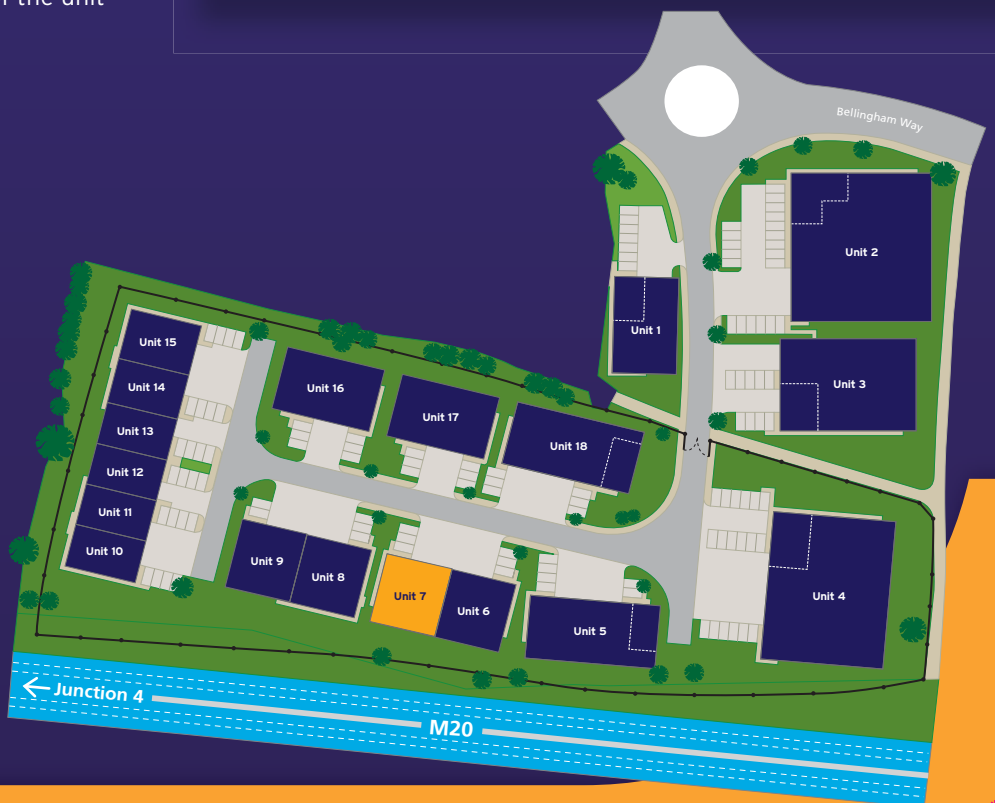 the unit
Bellingham Way
Unit 2
Unit 1
Unit 15
Unit 3
Unit 14
Unit 16
Unit 17
Unit 13
Unit 18
Unit 12
Unit 11
Unit 10
Unit 9
Unit 8
Unit 7
Unit 6
Unit 4
Unit 5
Junction 4
M20